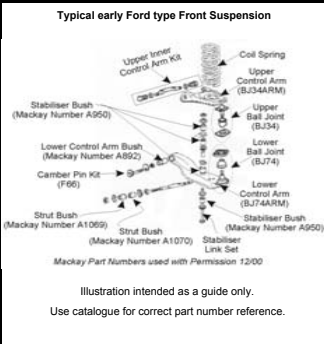 Typical early Ford type Front Suspension
Upper Inner
Control Arm Kit
Coil Spring
Upper
Control Arm
(BJ34ARM)
Stabiliser Bush
(Mackay Number A950)
Upper
Ball Joint
(BJ34)
Lower Control Arm Bush
(Mackay Number A892)
Lower
Ball Joint
(BJ74)
Camber Pin Kit
(F66)
Lower
Control Arm
(BJ74ARM)
Strut Bush
(Mackay Number A1069)
Strut Bush
(Mackay Number A1070)
Stabiliser Bush
(Mackay Number A950)
Stabiliser
Link Set
Mackay Part Numbers used with Permission 12/00
Illustration intended as a guide only.
Use catalogue for correct part number reference.